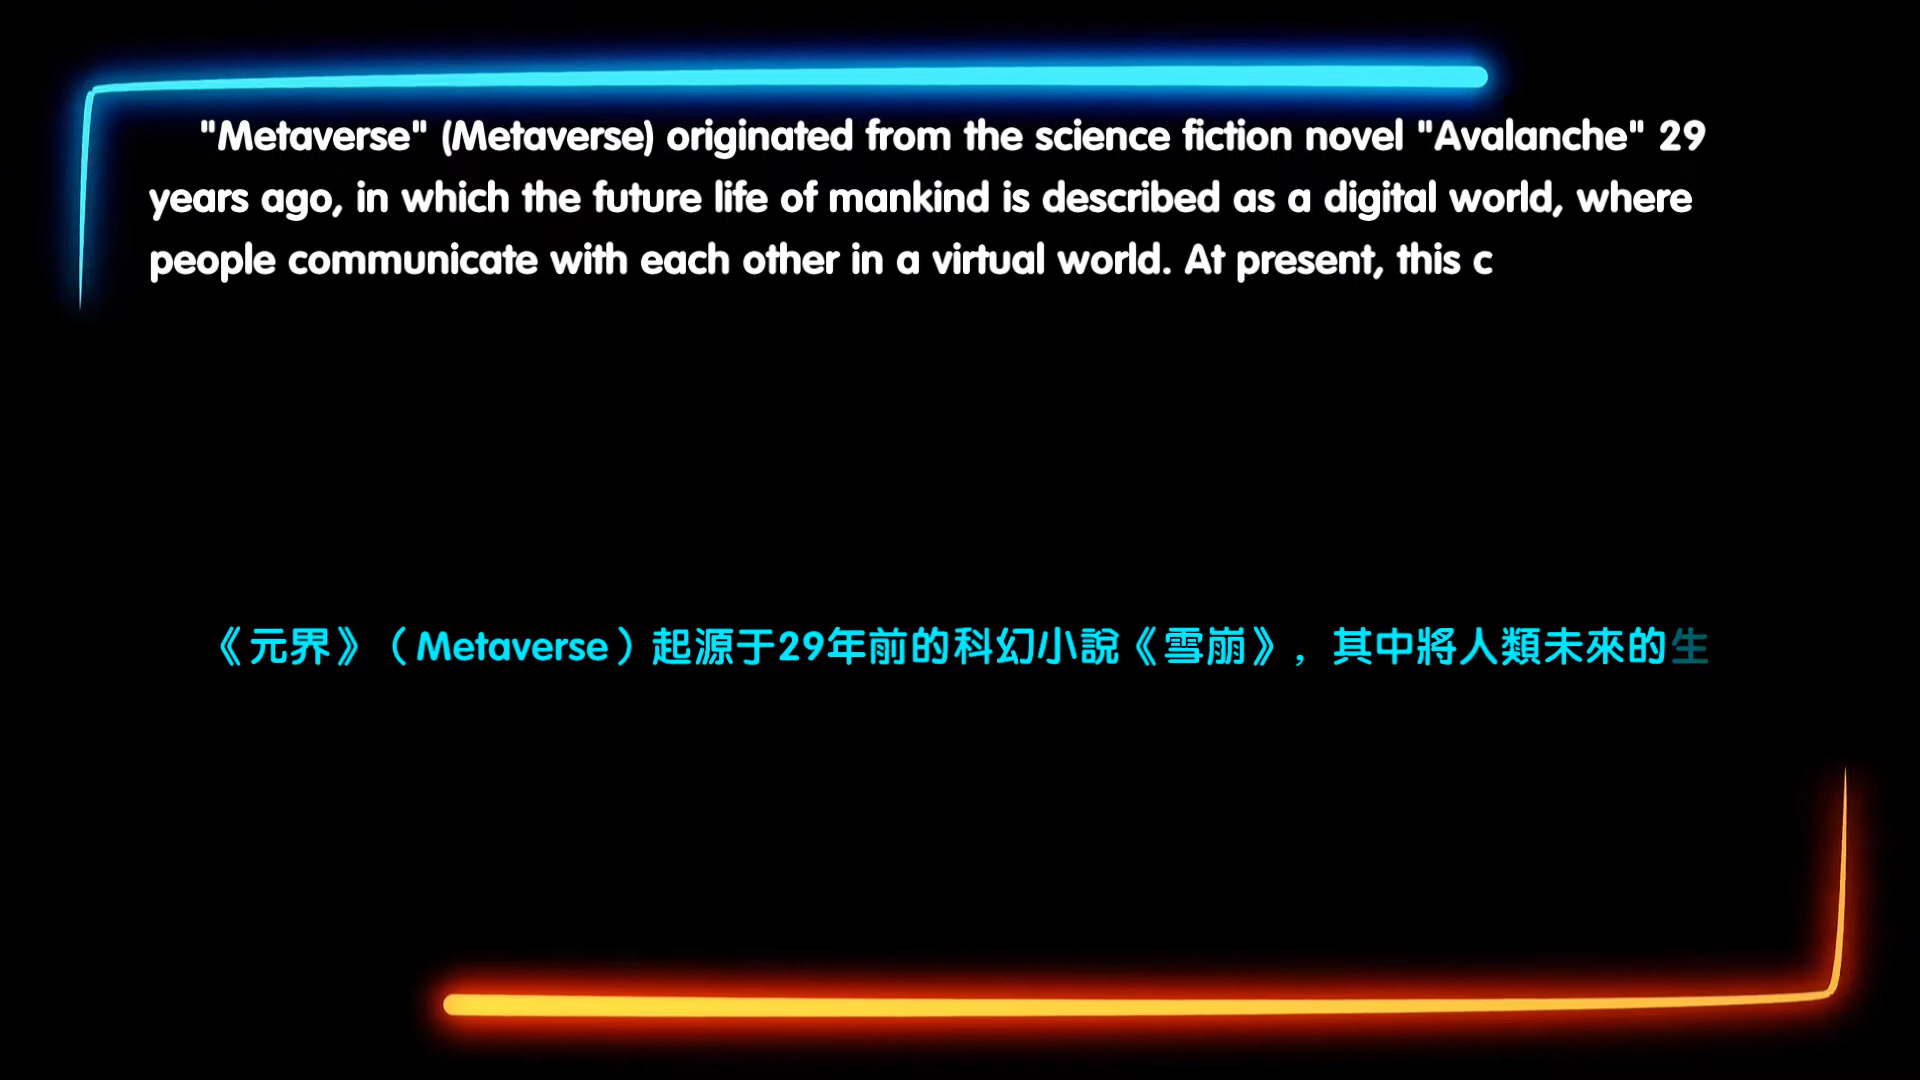 "Metaverse" (Metaverse) originated from the science fiction novel "Avalanche" 29
years ago, in which the future life of mankind is described as a digital world, where
people communicate with each other in a virtual world. At present, this c
《元界》（Metaverse）起源于29年前的科幻小說《雪崩》，其中將人類未來的生